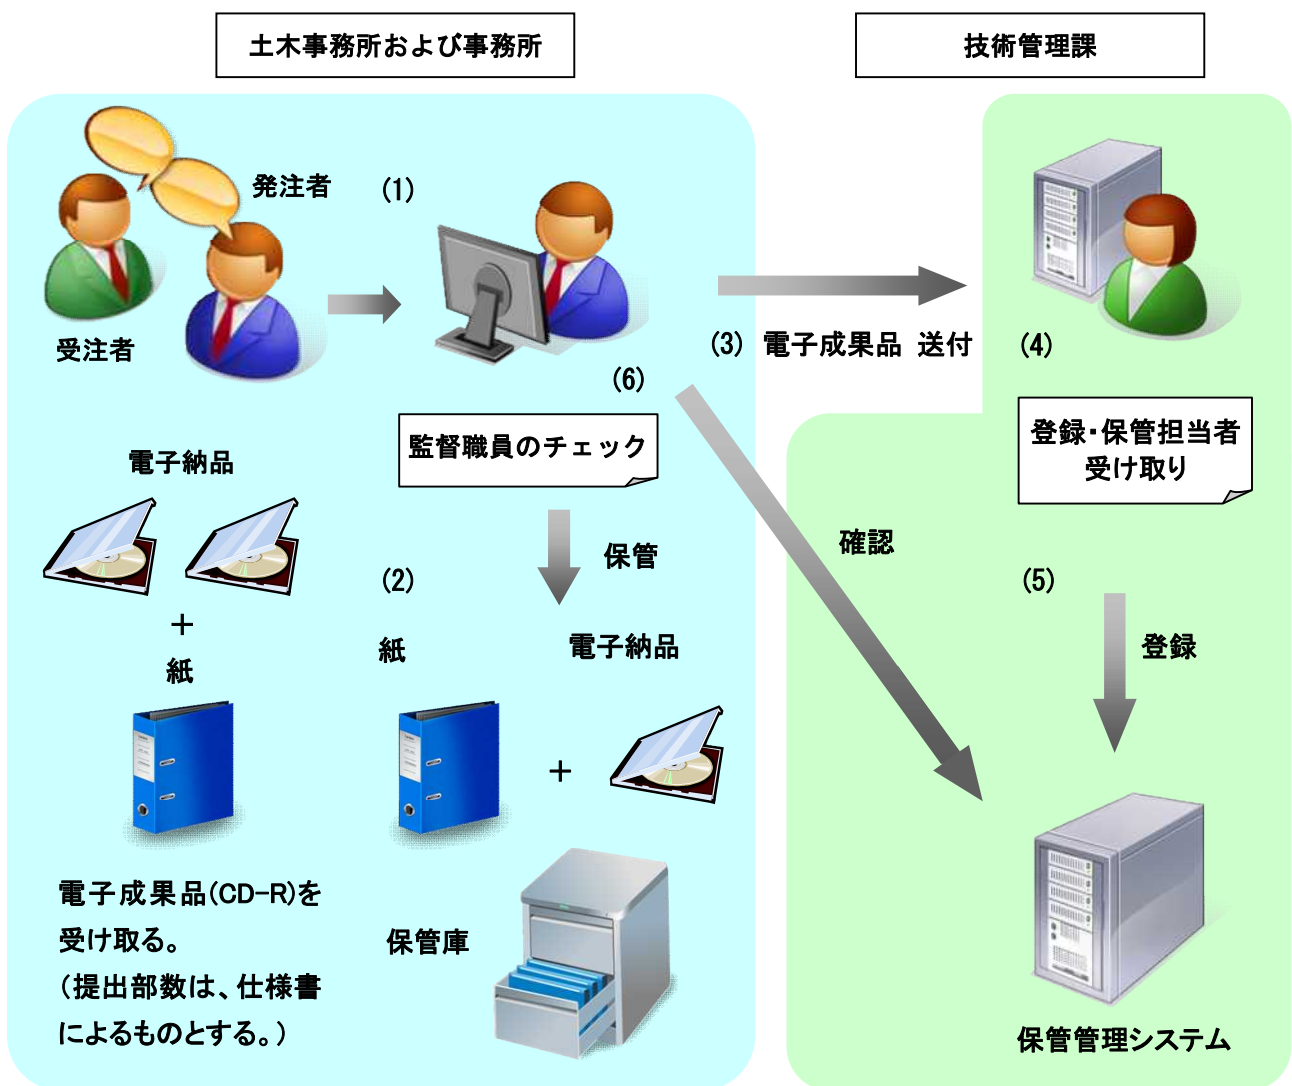 土木事務所および事務所
技術管理課
発注者
(1)
受注者
(3) 電子成果品 送付
(4)
(6)
監督職員のチェック
登録・保管担当者
受け取り
電子納品
保管
確認
(2)
(5)
＋
紙
紙
電子納品
登録
＋
電子成果品(CD-R)を
受け取る。
（提出部数は、仕様書
によるものとする。）
保管庫
保管管理システム